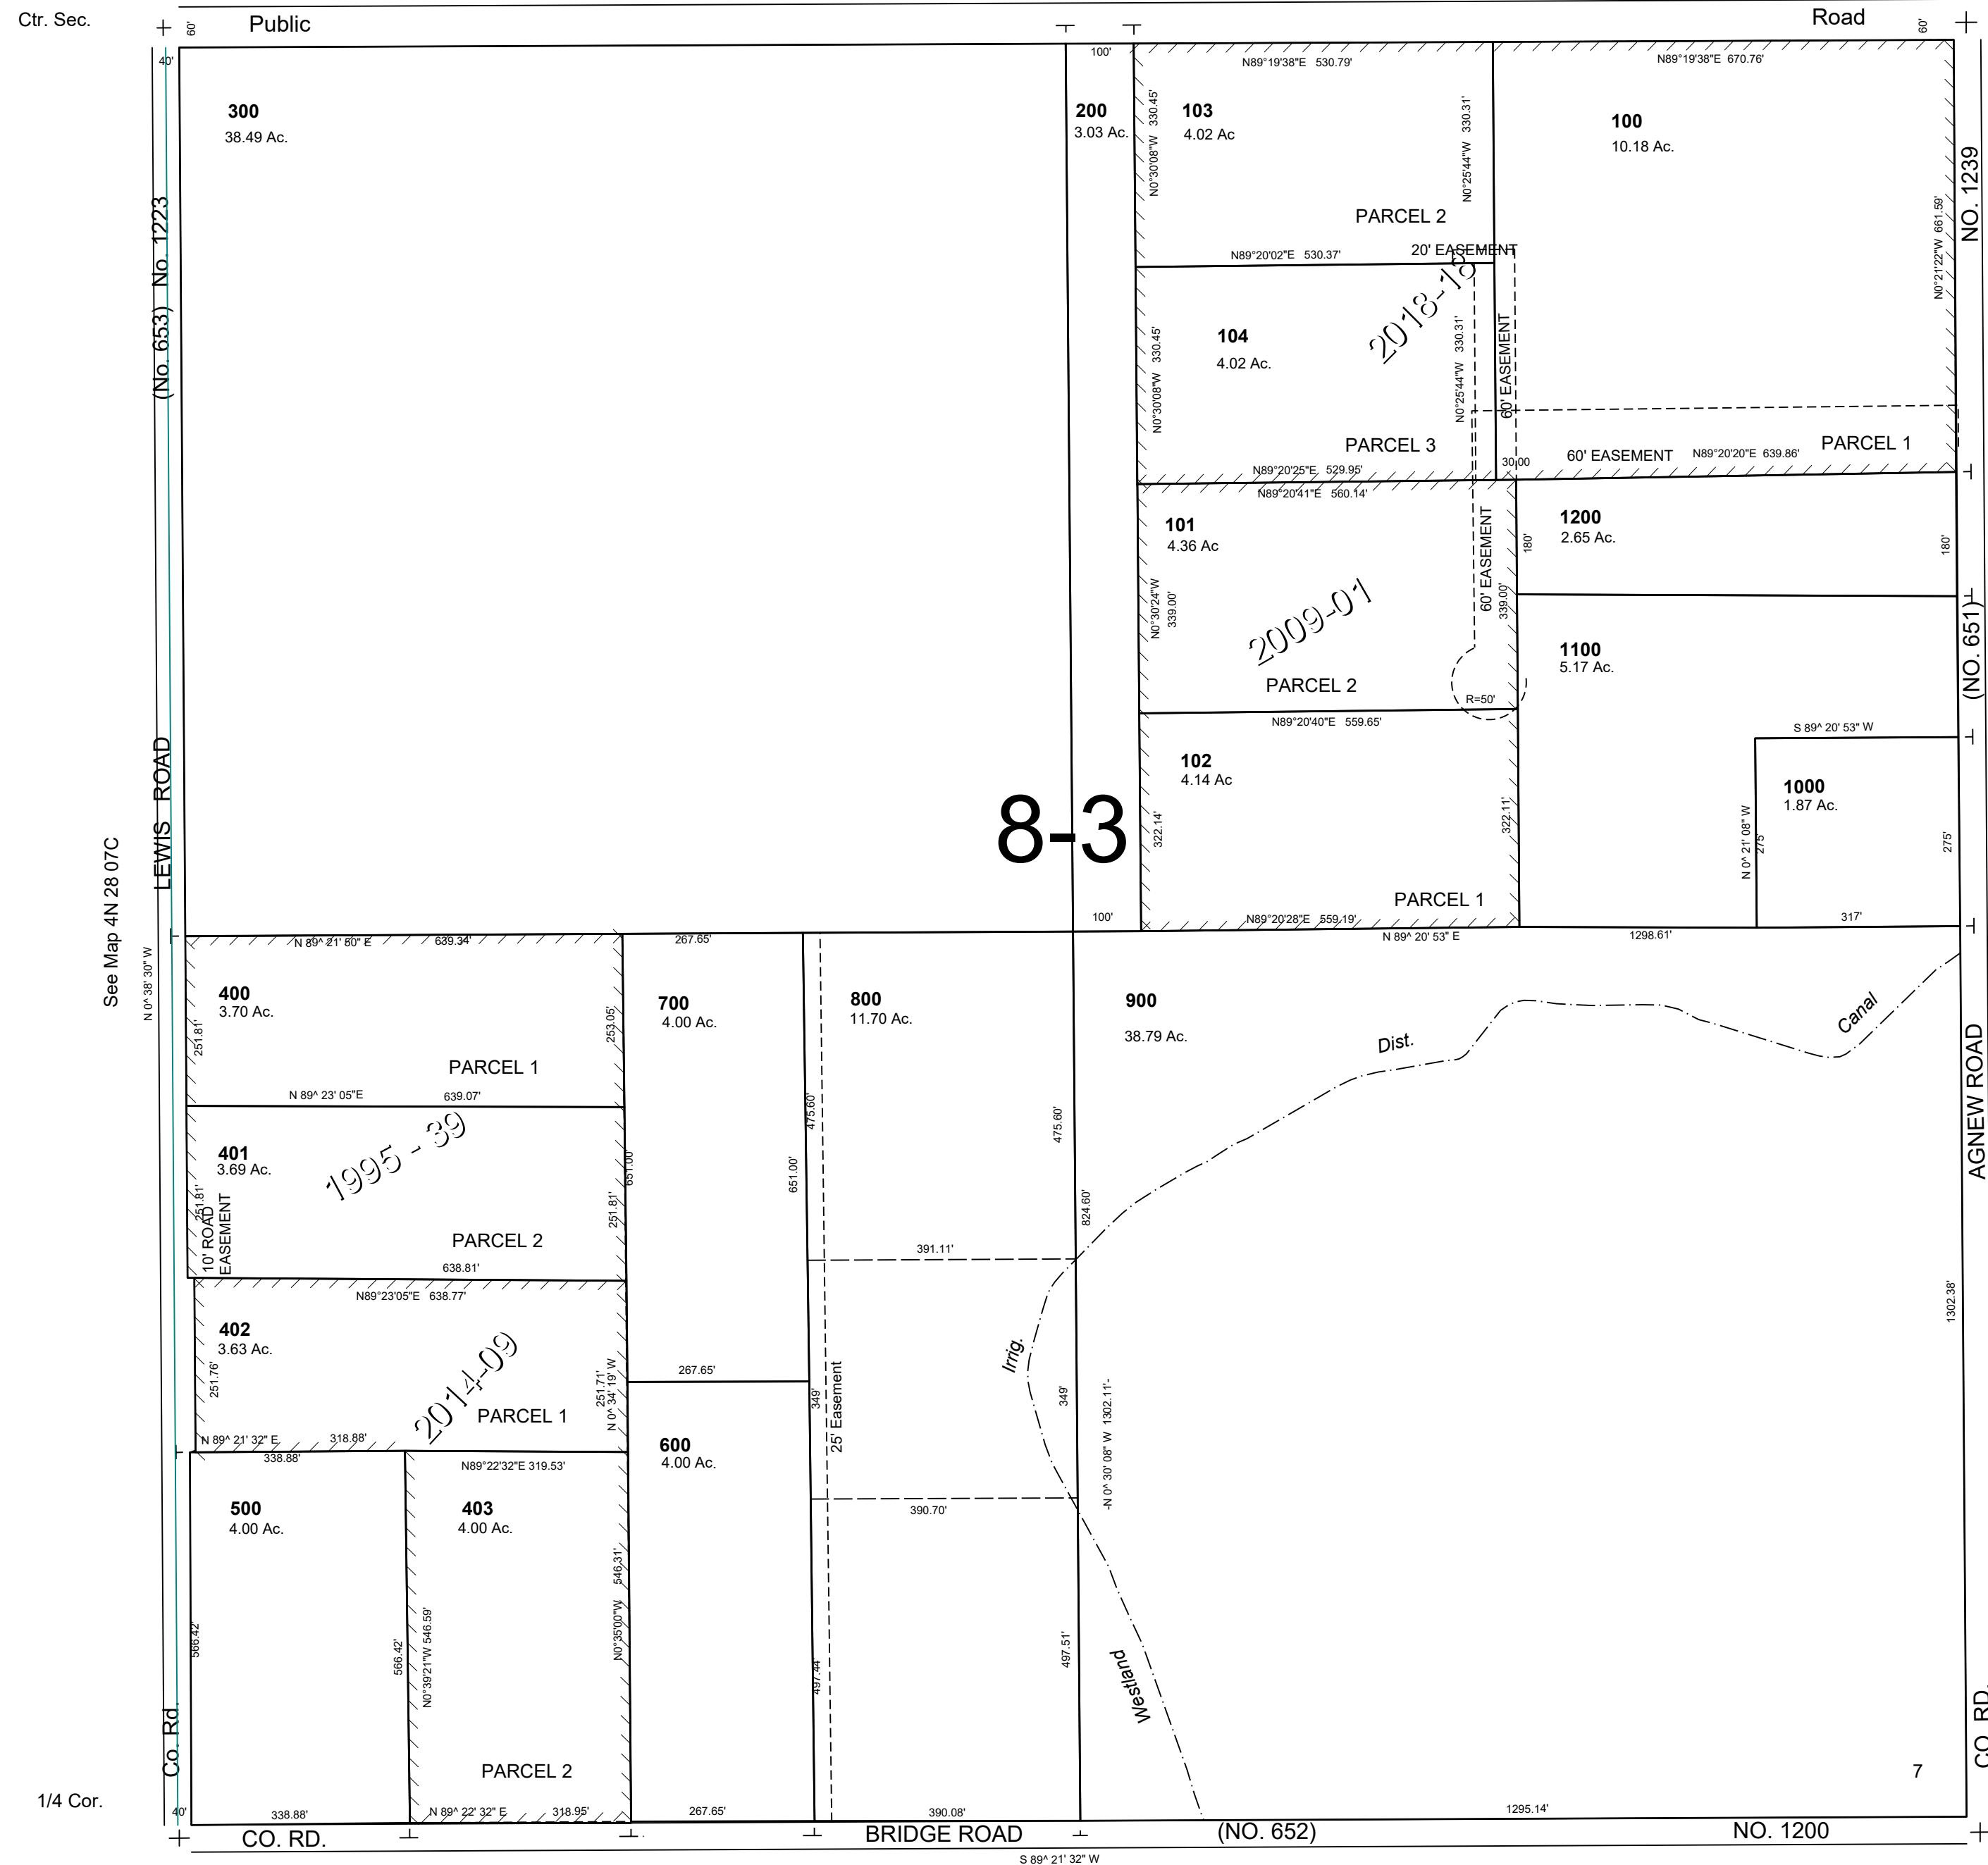 Ctr. Sec.
60'
Public
Road
60'
40'
100'
N89°19'38"E 530.79'
N89°19'38"E 670.76'
300
38.49 Ac.
200
3.03 Ac.
N0°30'08"W 330.45'
103
4.02 Ac
N0°25'44"W 330.31'
100
10.18 Ac.
NO. 1239
N0°21'22"W 661.59'
PARCEL 2
(No. 653) No. 1223
N89°20'02"E 530.37'
20' EASEMENT
2018-13
104
4.02 Ac.
N0°30'08"W 330.45'
N0°25'44"W 330.31'
60' EASEMENT
PARCEL 3
PARCEL 1
N89°20'25"E 529.95'
30.00
60' EASEMENT
N89°20'20"E 639.86'
N89°20'41"E 560.14'
101
4.36 Ac
60' EASEMENT
180'
1200
2.65 Ac.
180'
N0°30'24"W
339.00'
339.00'
2009-01
(NO. 651)
1100
5.17 Ac.
PARCEL 2
R=50'
N89°20'40"E 559.65'
S 89^ 20' 53" W
102
4.14 Ac
1000
1.87 Ac.
LEWIS ROAD
8-3
322.14'
322.11'
N 0^ 21' 08" W
275'
275'
See Map 4N 28 07C
PARCEL 1
100'
N89°20'28"E 559.19'
317'
N 89^ 21' 50" E
639.34'
267.65'
N 89^ 20' 53" E
1298.61'
N 0^ 38' 30" W
400
3.70 Ac.
700
4.00 Ac.
800
11.70 Ac.
900
38.79 Ac.
Canal
Dist.
251.81'
253.05'
PARCEL 1
AGNEW ROAD
N 89^ 23' 05"E
639.07'
475.60'
475.60'
1995 - 39
401
3.69 Ac.
651.00'
651.00'
251.81'
10' ROAD
EASEMENT
251.81'
824.60'
PARCEL 2
391.11'
638.81'
N89°23'05"E 638.77'
1302.38'
402
3.63 Ac.
2014-09
Irrig.
251.76'
251.71'
N 0^ 34' 19" W
267.65'
349'
25' Easement
349'
-N 0^ 30' 08" W 1302.11'-
PARCEL 1
N 89^ 21' 32" E
318.88'
338.88'
N89°22'32"E 319.53'
600
4.00 Ac.
500
4.00 Ac.
403
4.00 Ac.
390.70'
566.42'
566.42'
N0°39'21"W 546.59'
N0°35'00"W 546.31'
497.44'
497.51'
Westland
Co. Rd.
CO. RD.
PARCEL 2
7
1/4 Cor.
40'
338.88'
N 89^ 22' 32" E
318.95'
267.65'
390.08'
1295.14'
CO. RD.
BRIDGE ROAD
(NO. 652)
NO. 1200
S 89^ 21' 32" W